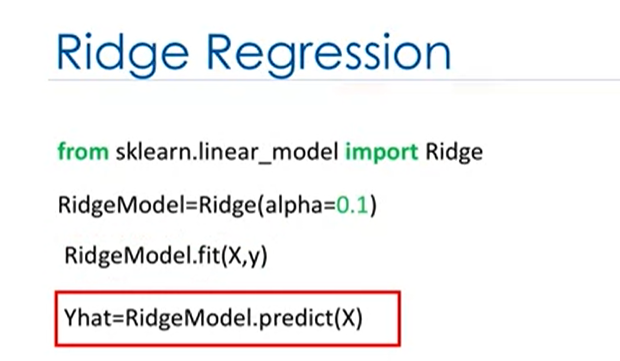 Ridge Regression
from sklearn.linear_model import Ridge
RidgeModel=Ridge(alpha=0.1)
RidgeModel.fit(X,y)
Yhat=RidgeModel.predict(X)